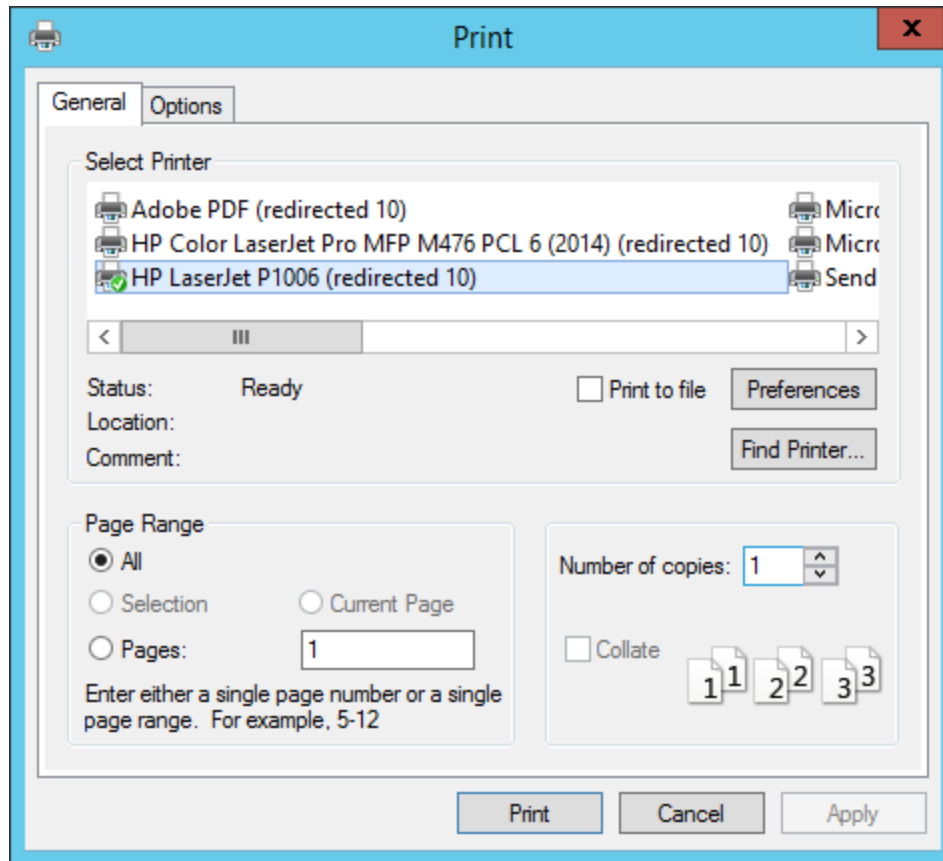 Print
x
General Options
Select Printer
Adobe PDF (redirected 10) Micro
HP Color LaserJet Pro MFP M476 PCL 6 (2014) (redirected 10) Micro
HP LaserJet P1006 (redirected 10) Send
Status: Ready Print to file Preferences
Location:
Comment: Find Printer...
Page Range
All
Number of copies: 1
Selection Current Page
Pages: 1
Collate 1 1 2 2 3 3
Enter either a single page number or a single
page range. For example, 5-12
Print Cancel Apply